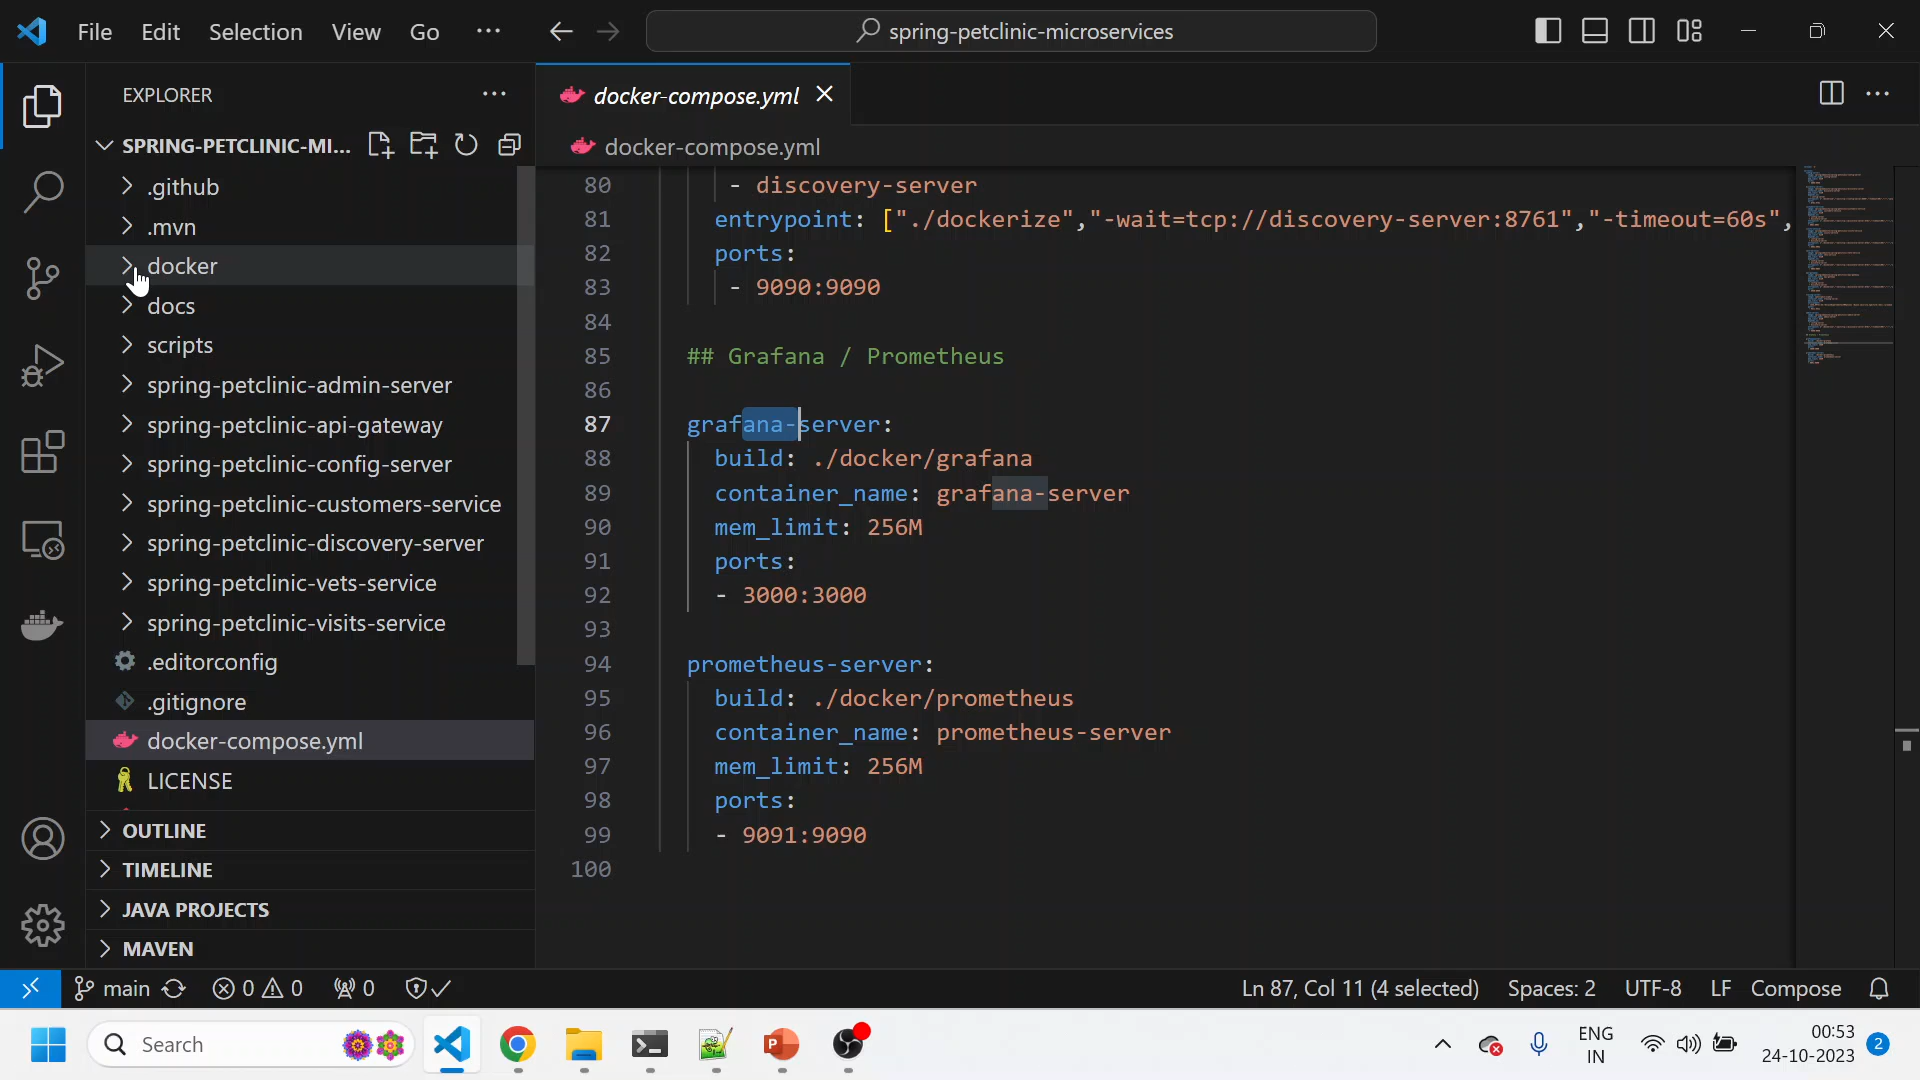 File Edit Selection View Go ··· spring-petclinic-microservices
EXPLORER ···
SPRING-PETCLINIC-MI...
.github
.mvn
docker
docs
scripts
spring-petclinic-admin-server
spring-petclinic-api-gateway
spring-petclinic-config-server
spring-petclinic-customers-service
spring-petclinic-discovery-server
spring-petclinic-vets-service
spring-petclinic-visits-service
.editorconfig
.gitignore
docker-compose.yml
LICENSE
OUTLINE
TIMELINE
JAVA PROJECTS
MAVEN
docker-compose.yml
docker-compose.yml
80 - discovery-server
81 entrypoint: ["./dockerize","-wait=tcp://discovery-server:8761","-timeout=60s",
82 ports:
83 - 9090:9090
84
85 ## Grafana / Prometheus
86
87 grafana-server:
88 build: ./docker/grafana
89 container_name: grafana-server
90 mem_limit: 256M
91 ports:
92 - 3000:3000
93
94 prometheus-server:
95 build: ./docker/prometheus
96 container_name: prometheus-server
97 mem_limit: 256M
98 ports:
99 - 9091:9090
100
main 0 0 0 Ln 87, Col 11 (4 selected) Spaces: 2 UTF-8 LF Compose
Search
ENG
IN
00:53
24-10-2023
2